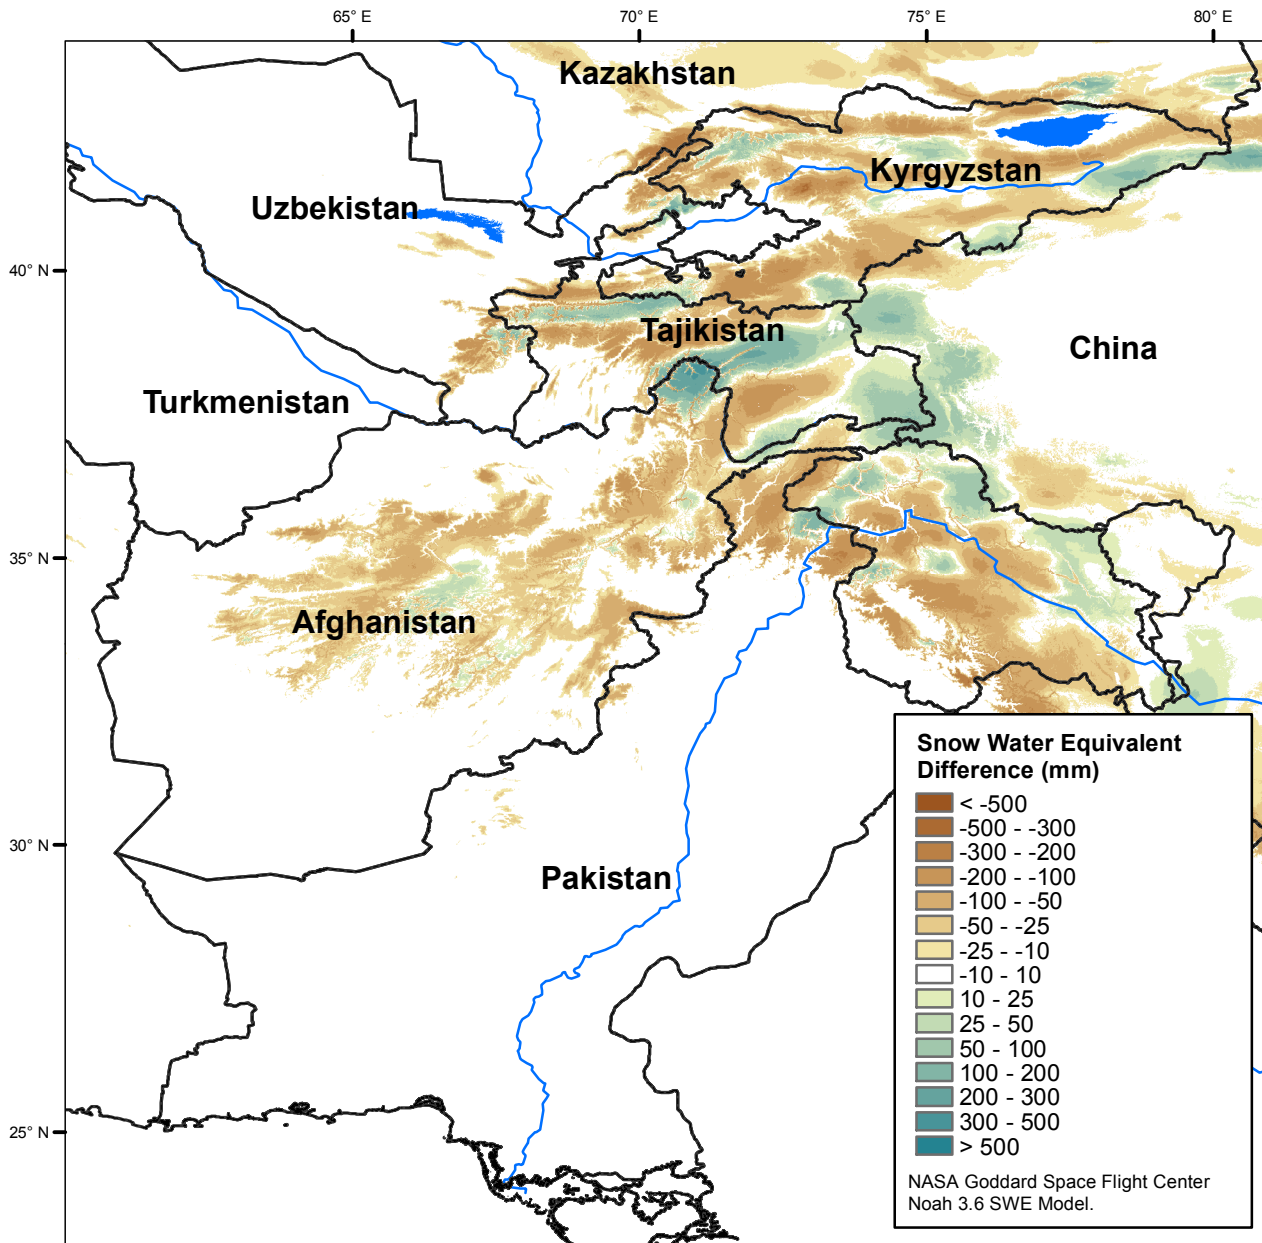 65° E
70° E
75° E
80° E
Kazakhstan
Kyrgyzstan
Uzbekistan
40° N
Tajikistan
China
Turkmenistan
35° N
Afghanistan
30° N
Pakistan
25° N
Snow Water Equivalent
Difference (mm)
< -500
-500 - -300
-300 - -200
-200 - -100
-100 - -50
-50 - -25
-25 - -10
-10 - 10
10 - 25
25 - 50
50 - 100
100 - 200
200 - 300
300 - 500
> 500
NASA Goddard Space Flight Center
Noah 3.6 SWE Model.